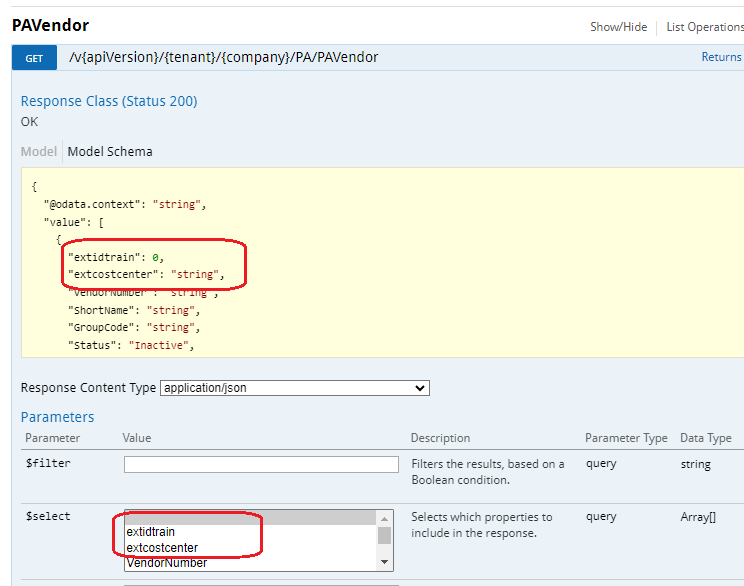 PAVendor
Show/Hide | List Operations
GET /v{apiVersion}/{tenant}/{company}/PA/PAVendor Returns
Response Class (Status 200)
OK
Model | Model Schema
{
"@odata.context": "string",
"value": [
{
"extidtrain": 0,
"extcostcenter": "string",
"VendorNumber": "string",
"ShortName": "string",
"GroupCode": "string",
"Status": "Inactive",
Response Content Type application/json
Parameters
Parameter Value Description Parameter Type Data Type
$filter Filters the results, based on a Boolean condition. query string
$select extidtrain
extcostcenter
VendorNumber
Selects which properties to include in the response. query Array[]